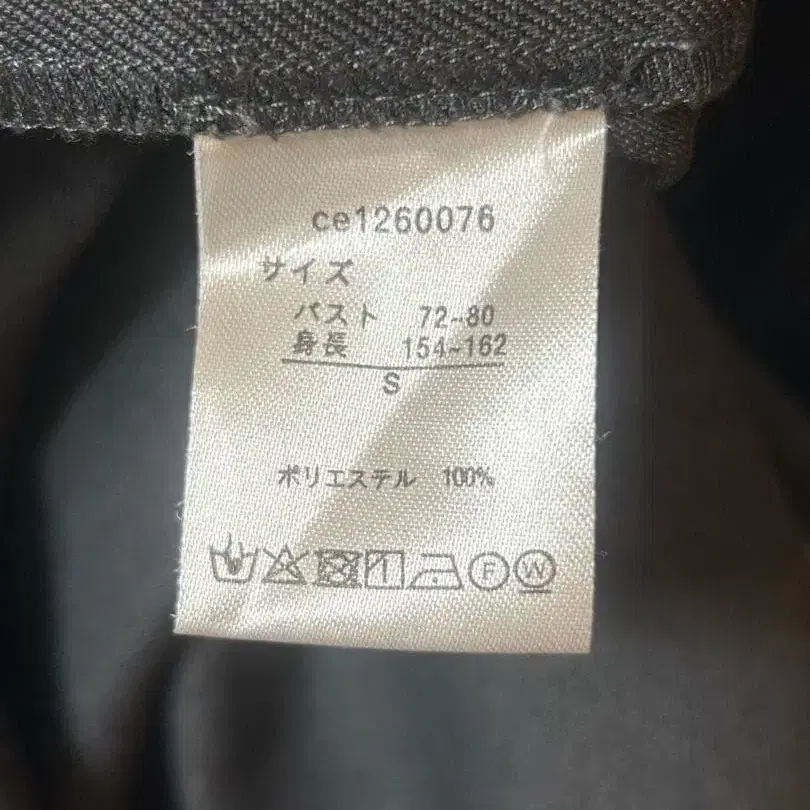 ce1260076
サイズ
バスト 72~80
身長 154~162
S
ポリエステル 100%
F W